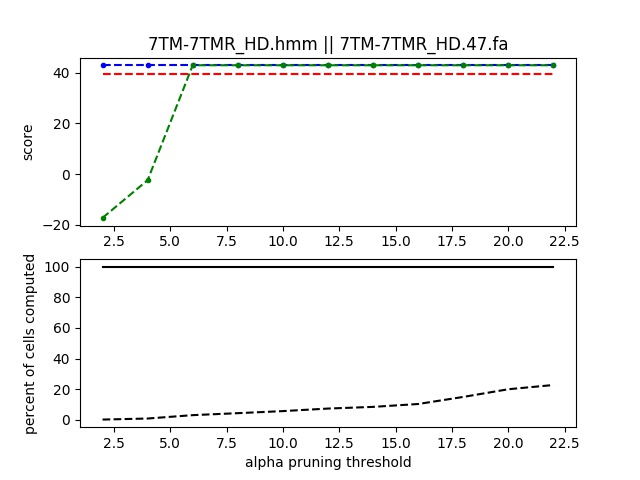 7TM-7TMR_HD.hmm || 7TM-7TMR_HD.47.fa
score
40
20
0
−20
2.5 5.0 7.5 10.0 12.5 15.0 17.5 20.0 22.5
percent of cells computed
100
80
60
40
20
0
2.5 5.0 7.5 10.0 12.5 15.0 17.5 20.0 22.5
alpha pruning threshold